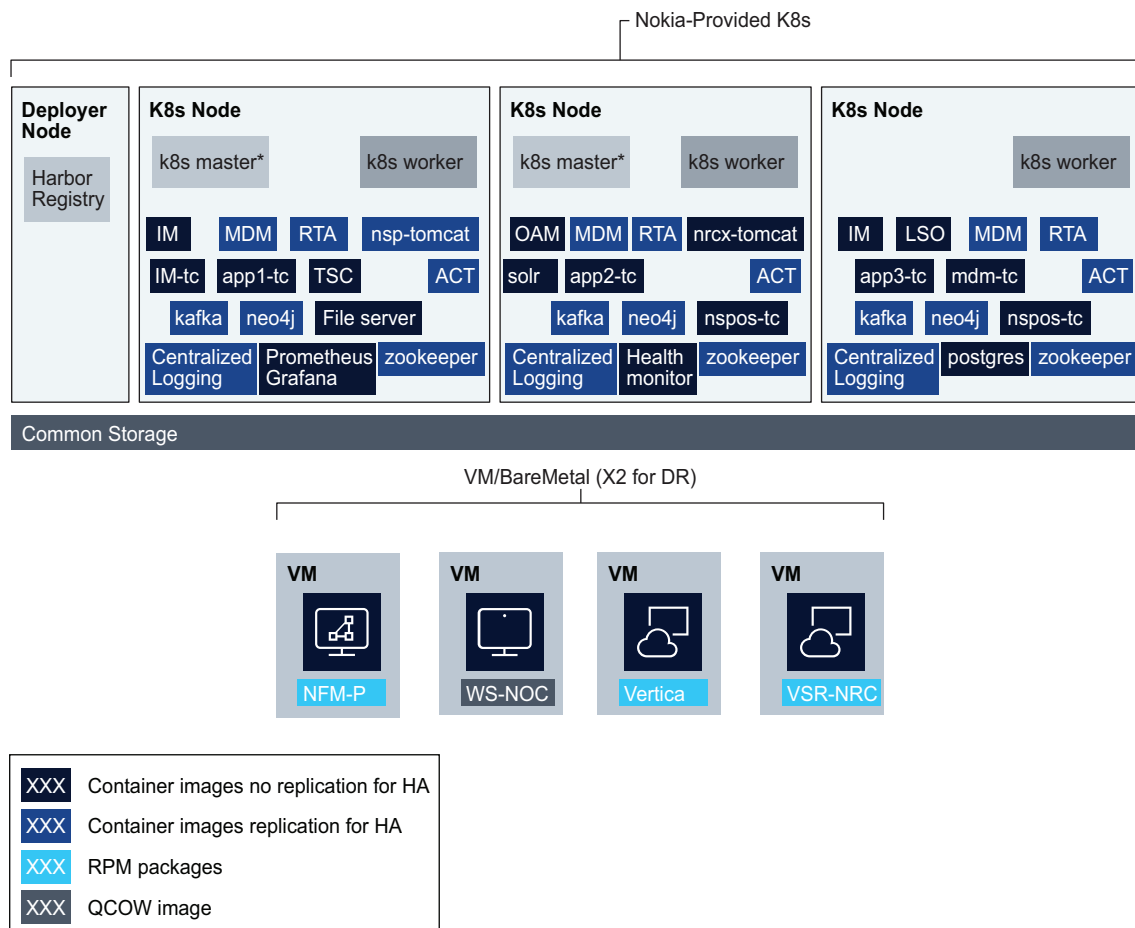 Nokia-Provided K8s
Deployer
Node
Harbor
Registry
K8s Node
k8s master*
k8s worker
IM
MDM
RTA
nsp-tomcat
IM-tc
app1-tc
TSC
ACT
kafka
neo4j
File server
Centralized
Logging
Prometheus
Grafana
zookeeper
K8s Node
k8s master*
k8s worker
OAM
MDM
RTA
nrcx-tomcat
solr
app2-tc
ACT
kafka
neo4j
nspos-tc
Centralized
Logging
Health
monitor
zookeeper
K8s Node
k8s worker
IM
LSO
MDM
RTA
app3-tc
mdm-tc
ACT
kafka
neo4j
nspos-tc
Centralized
Logging
postgres
zookeeper
Common Storage
VM/BareMetal (X2 for DR)
VM
NFM-P
VM
WS-NOC
VM
Vertica
VM
VSR-NRC
XXX Container images no replication for HA
XXX Container images replication for HA
XXX RPM packages
XXX QCOW image